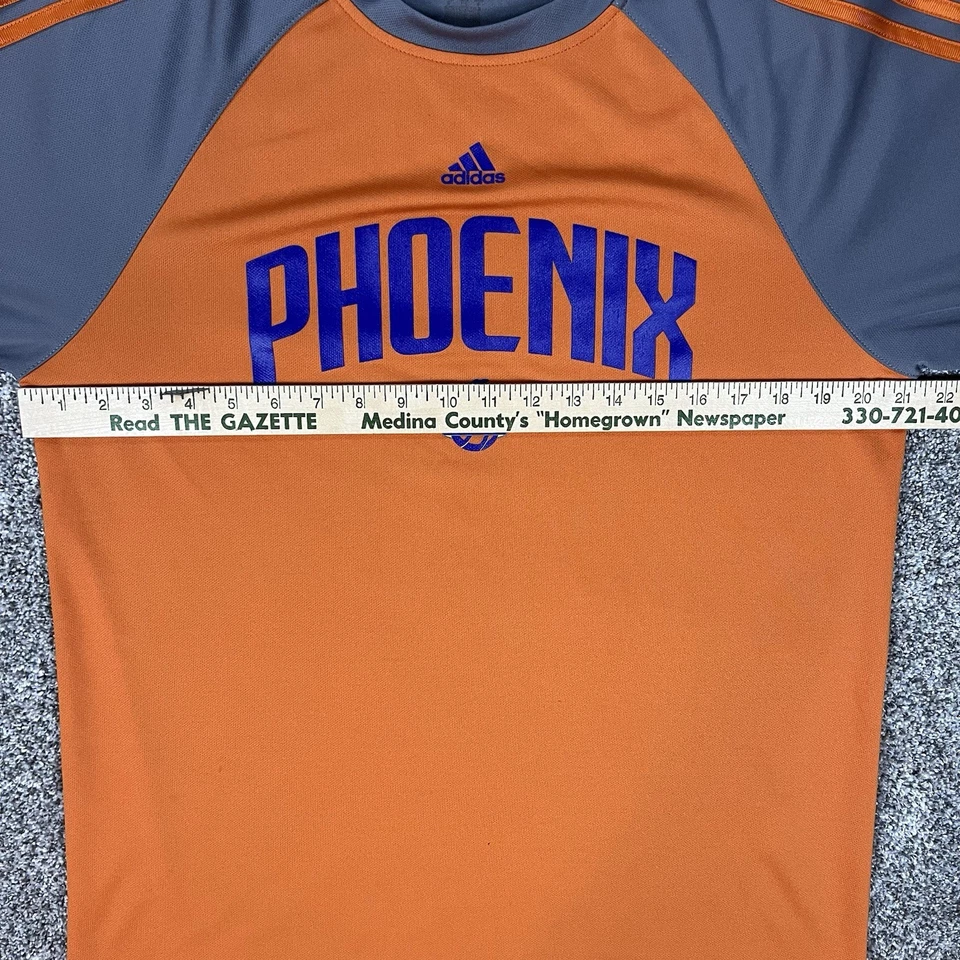 adidas
PHOENIX
1 2 3 4 5 6 7 8 9 10 11 12 13 14 15 16 17 18 19 20 21 22
Read THE GAZETTE Medina County's "Homegrown" Newspaper 330-721-40